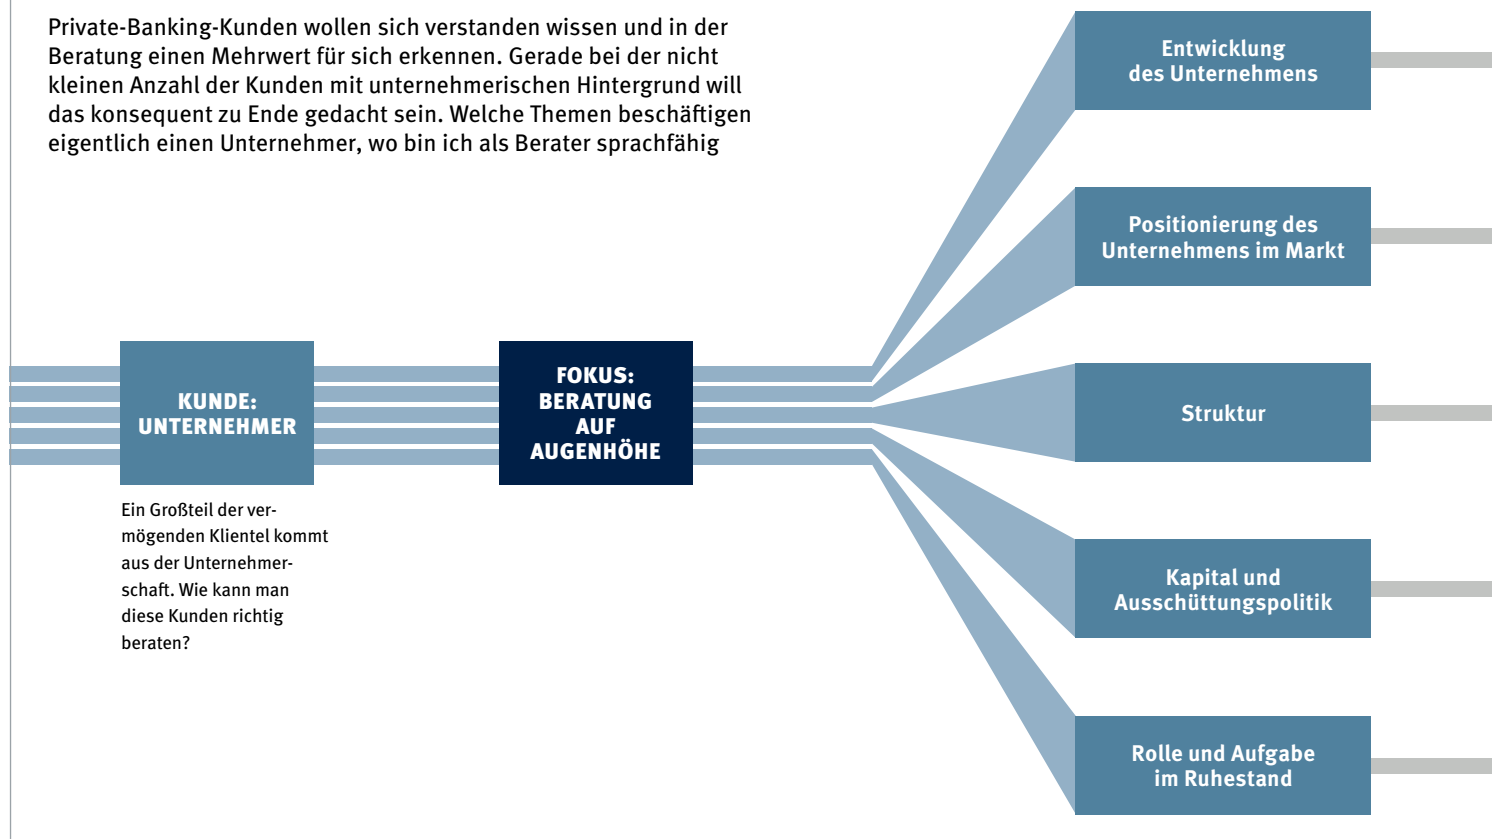 Private-Banking-Kunden wollen sich verstanden wissen und in der
Beratung einen Mehrwert für sich erkennen. Gerade bei der nicht
kleinen Anzahl der Kunden mit unternehmerischen Hintergrund will
das konsequent zu Ende gedacht sein. Welche Themen beschäftigen
eigentlich einen Unternehmer, wo bin ich als Berater sprachfähig
KUNDE:
UNTERNEHMER
Ein Großteil der ver-
mögenden Klientel kommt
aus der Unternehmer-
schaft. Wie kann man
diese Kunden richtig
beraten?
FOKUS:
BERATUNG
AUF
AUGENHÖHE
Entwicklung
des Unternehmens
Positionierung des
Unternehmens im Markt
Struktur
Kapital und
Ausschüttungspolitik
Rolle und Aufgabe
im Ruhestand